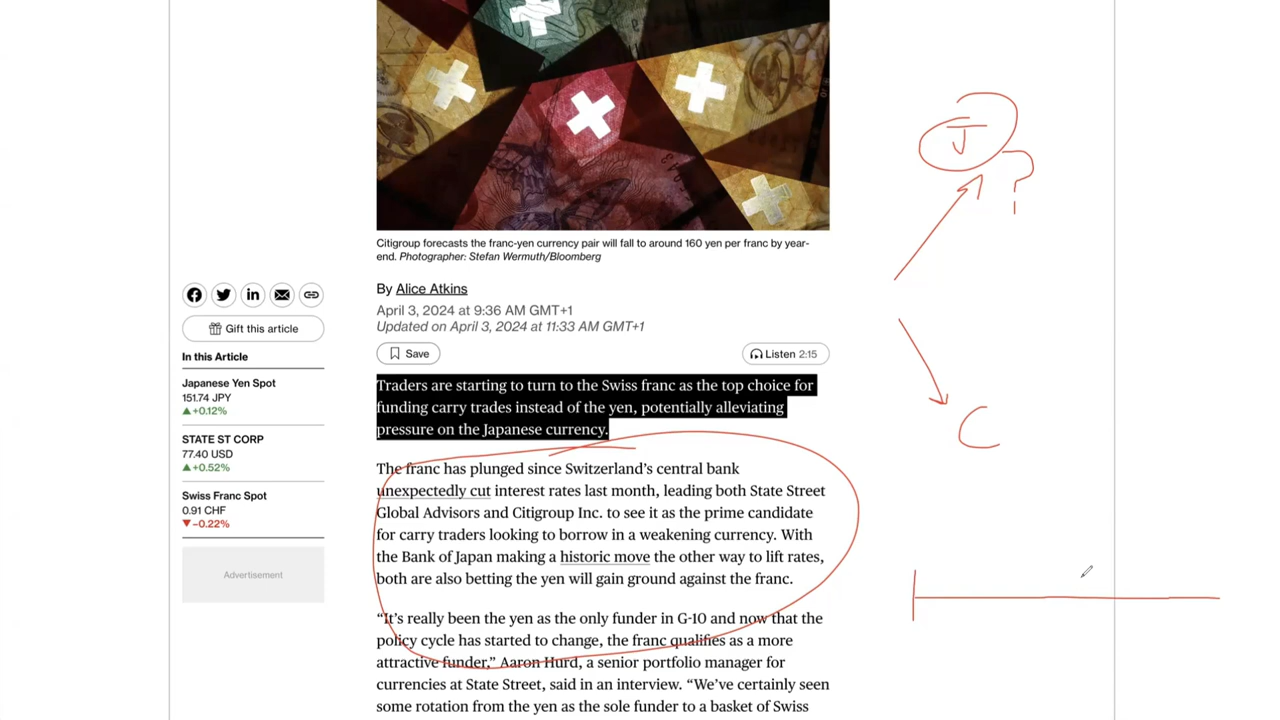 Citigroup forecasts the franc-yen currency pair will fall to around 160 yen per franc by year-
end. Photographer: Stefan Wermuth/Bloomberg
By Alice Atkins
April 3, 2024 at 9:36 AM GMT+1
Updated on April 3, 2024 at 11:33 AM GMT+1
Save
Listen 2:15
Gift this article
In this Article
Japanese Yen Spot
151.74 JPY
▲+0.12%
STATE ST CORP
77.40 USD
▲+0.52%
Swiss Franc Spot
0.91 CHF
▼−0.22%
Advertisement
Traders are starting to turn to the Swiss franc as the top choice for
funding carry trades instead of the yen, potentially alleviating
pressure on the Japanese currency.
The franc has plunged since Switzerland’s central bank
unexpectedly cut interest rates last month, leading both State Street
Global Advisors and Citigroup Inc. to see it as the prime candidate
for carry traders looking to borrow in a weakening currency. With
the Bank of Japan making a historic move the other way to lift rates,
both are also betting the yen will gain ground against the franc.
“It’s really been the yen as the only funder in G-10 and now that the
policy cycle has started to change, the franc qualifies as a more
attractive funder,” Aaron Hurd, a senior portfolio manager for
currencies at State Street, said in an interview. “We’ve certainly seen
some rotation from the yen as the sole funder to a basket of Swiss
J
?
C